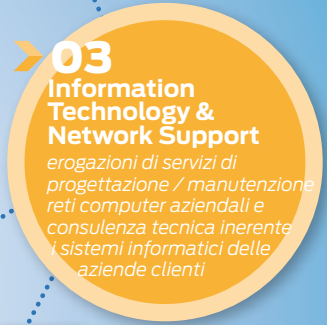 03
Information
Technology &
Network Support
erogazioni di servizi di
progettazione / manutenzione
reti computer aziendali e
consulenza tecnica inerente
i sistemi informatici delle
aziende clienti